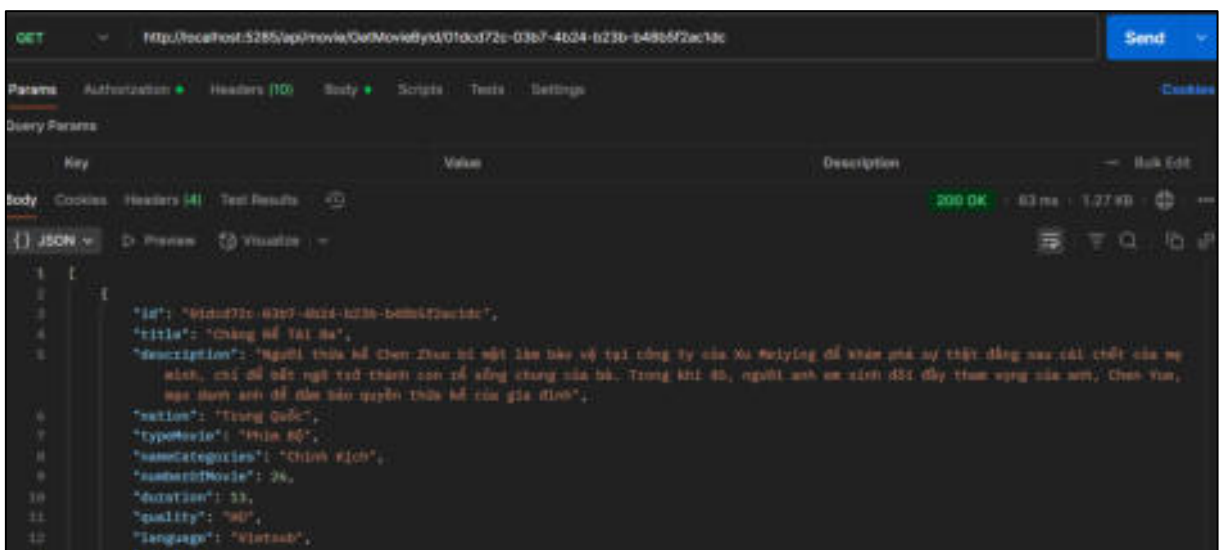 GET http://localhost:5285/api/movie/GetMovieById/01dcd72c-03b7-4b24-b23b-b48b5f2ac1dc Send
Params Authorization Headers (10) Body Scripts Tests Settings Cookies
Query Params
Key Value Description Bulk Edit
Body Cookies Headers (4) Test Results 200 OK 63 ms 1.27 KB
{} JSON Preview Visualize
1 [
2 {
3 "id": "01dcd72c-03b7-4b24-b23b-b48b5f2ac1dc",
4 "title": "Chàng Rể Tài Ba",
5 "description": "Người thừa kế Chen Zhuo bí mật làm bảo vệ tại công ty của Xu Meiying để khám phá sự thật đằng sau cái chết của mẹ
mình, chỉ để bất ngờ trở thành con rể sống chung của bà. Trong khi đó, người anh em sinh đôi đầy tham vọng của anh, Chen Yun,
mạo danh anh để đảm bảo quyền thừa kế của gia đình",
6 "nation": "Trung Quốc",
7 "typeMovie": "Phim Bộ",
8 "nameCategories": "Chính Kịch",
9 "numberOfMovie": 24,
10 "duration": 13,
11 "quality": "HD",
12 "language": "Vietsub",